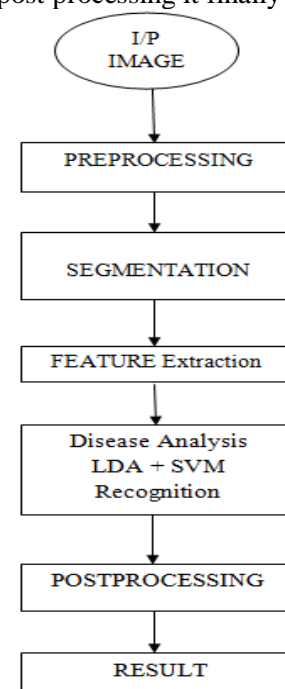 post processing it finally
I/P
IMAGE
PREPROCESSING
SEGMENTATION
FEATURE Extraction
Disease Analysis
LDA + SVM
Recognition
POSTPROCESSING
RESULT